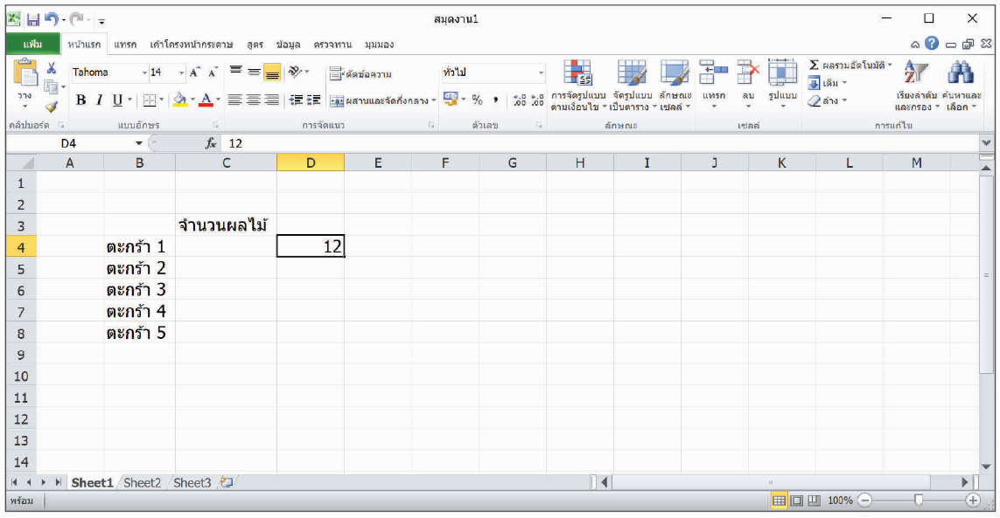 สมุดงาน1
แฟ้ม หน้าแรก แทรก เค้าโครงหน้ากระดาษ สูตร ข้อมูล ตรวจทาน มุมมอง
วาง
คลิปบอร์ด
Tahoma 14 A A
B I U A
แบบอักษร
ตัดข้อความ
ผสานและจัดกึ่งกลาง
การจัดแนว
ทั่วไป
% ,
ตัวเลข
การจัดรูปแบบ จัดรูปแบบ ลักษณะ
ตามเงื่อนไข เป็นตาราง เซลล์
ลักษณะ
แทรก ลบ รูปแบบ
เซลล์
Σ ผลรวมอัตโนมัติ
เติม
ล้าง
เรียงลำดับ ค้นหาและ
และกรอง เลือก
การแก้ไข
D4 fx 12
A B C D E F G H I J K L M
1
2
3 จำนวนผลไม้
4 ตะกร้า 1 12
5 ตะกร้า 2
6 ตะกร้า 3
7 ตะกร้า 4
8 ตะกร้า 5
9
10
11
12
13
14
Sheet1 Sheet2 Sheet3
พร้อม 100%